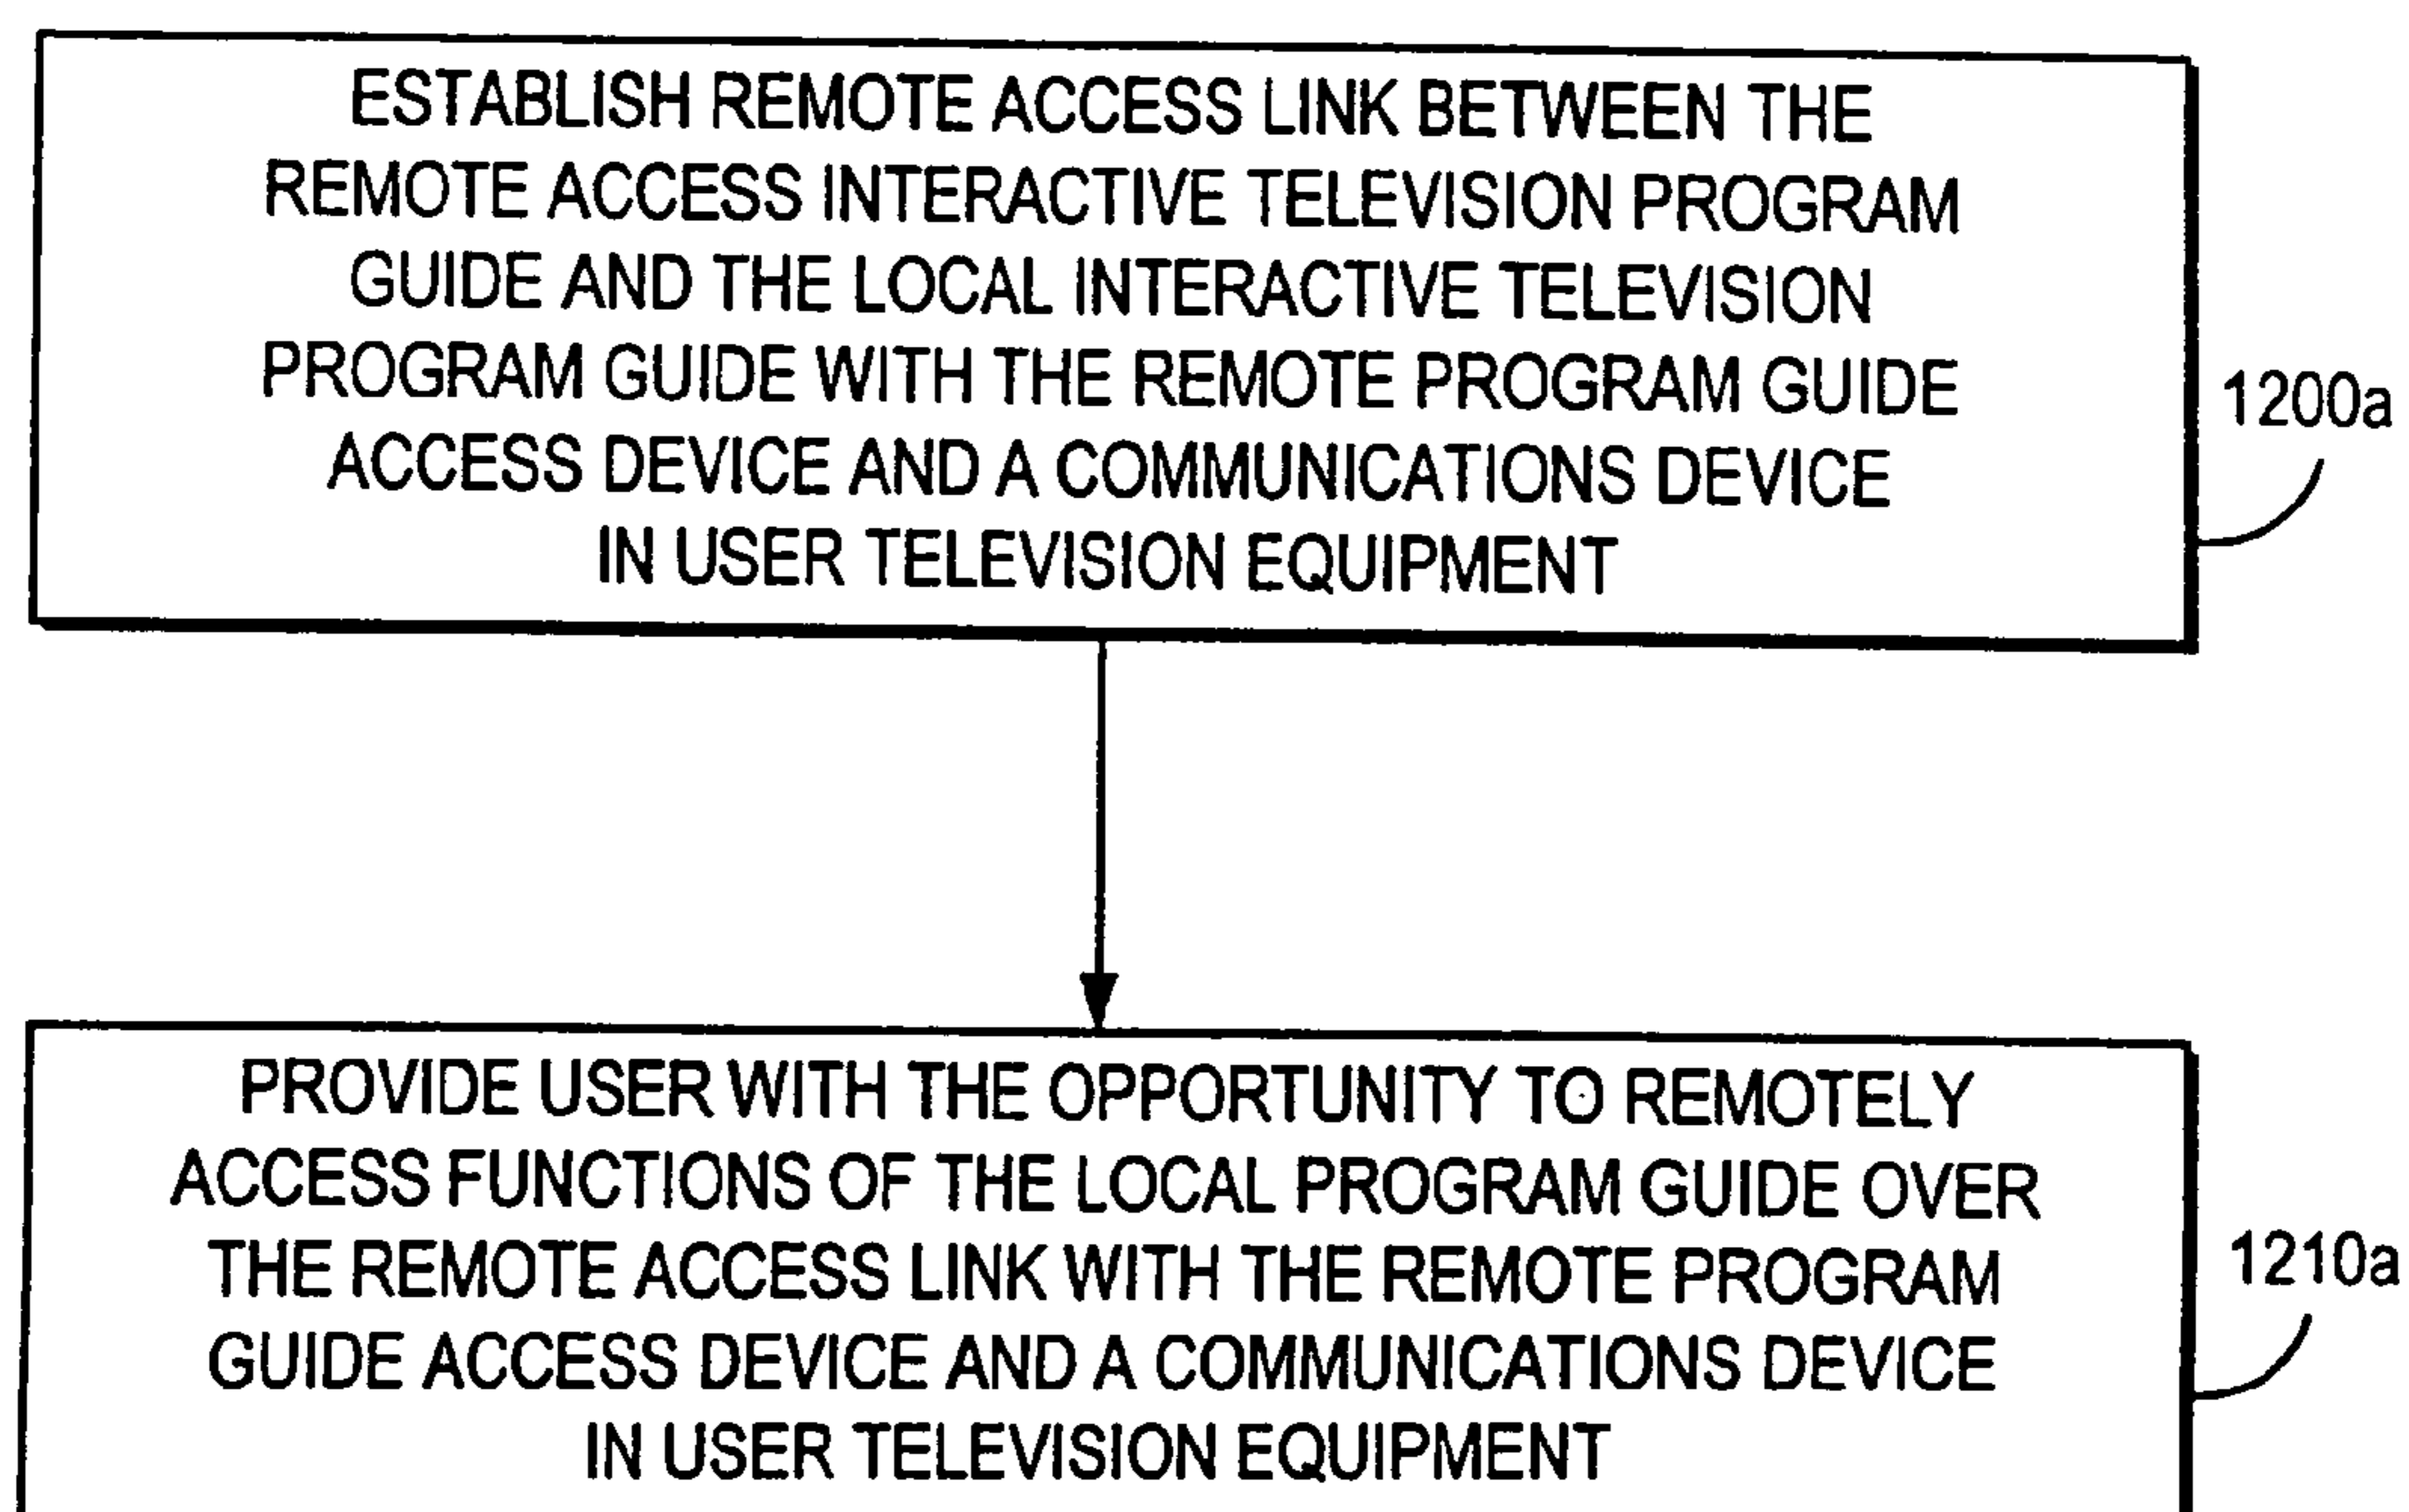 ESTABLISH REMOTE ACCESS LINK BETWEEN THE
REMOTE ACCESS INTERACTIVE TELEVISION PROGRAM
GUIDE AND THE LOCAL INTERACTIVE TELEVISION
PROGRAM GUIDE WITH THE REMOTE PROGRAM GUIDE
ACCESS DEVICE AND A COMMUNICATIONS DEVICE
IN USER TELEVISION EQUIPMENT
1200a
PROVIDE USER WITH THE OPPORTUNITY TO REMOTELY
ACCESS FUNCTIONS OF THE LOCAL PROGRAM GUIDE OVER
THE REMOTE ACCESS LINK WITH THE REMOTE PROGRAM
GUIDE ACCESS DEVICE AND A COMMUNICATIONS DEVICE
IN USER TELEVISION EQUIPMENT
1210a